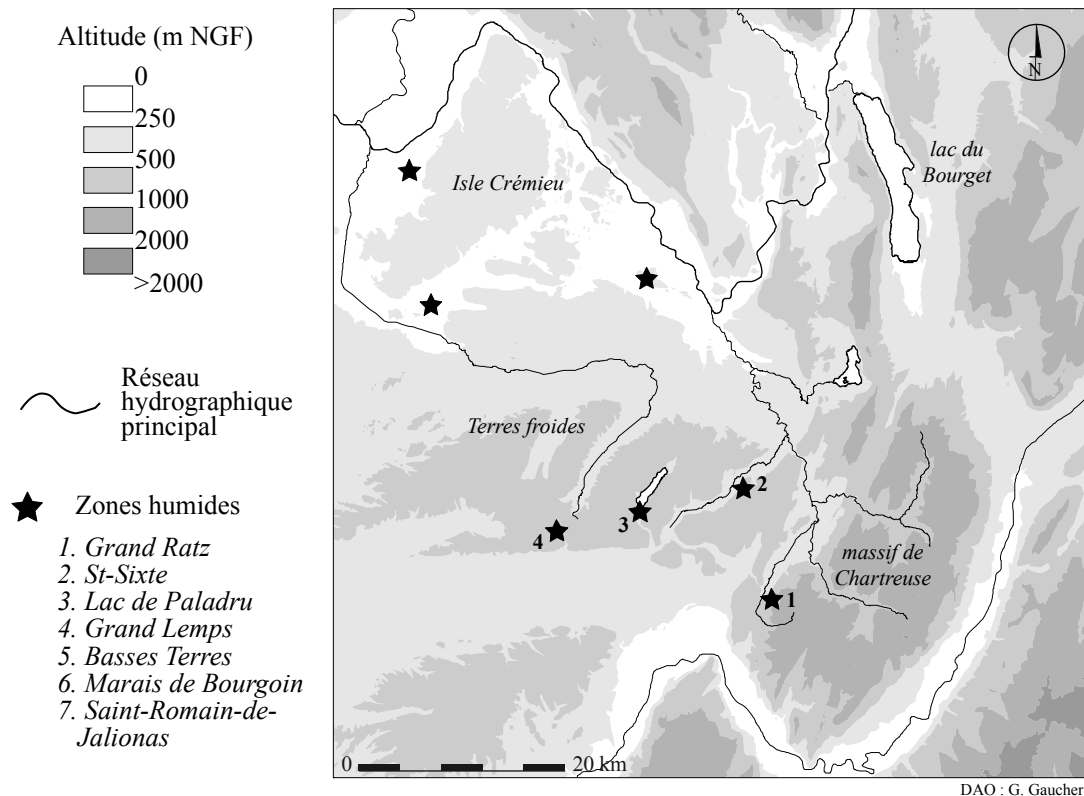 Altitude (m NGF)
0
250
500
1000
2000
>2000
Réseau
hydrographique
principal
Zones humides
1. Grand Ratz
2. St-Sixte
3. Lac de Paladru
4. Grand Lemps
5. Basses Terres
6. Marais de Bourgoin
7. Saint-Romain-de-
Jalionas
N
lac du
Bourget
Isle Crémieu
Terres froides
2
3
4
massif de
Chartreuse
1
0 20 km
DAO : G. Gaucher